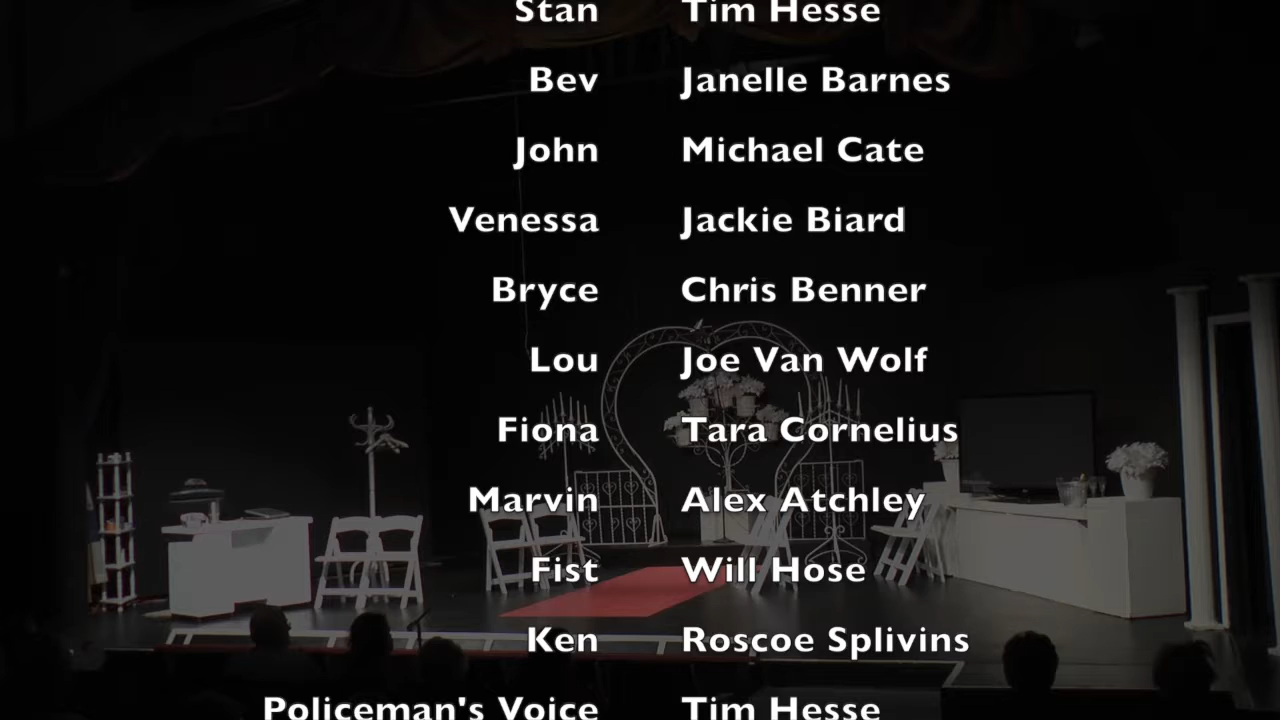 Stan Tim Hesse
Bev Janelle Barnes
John Michael Cate
Venessa Jackie Biard
Bryce Chris Benner
Lou Joe Van Wolf
Fiona Tara Cornelius
Marvin Alex Atchley
Fist Will Hose
Ken Roscoe Splivins
Policeman's Voice Tim Hesse